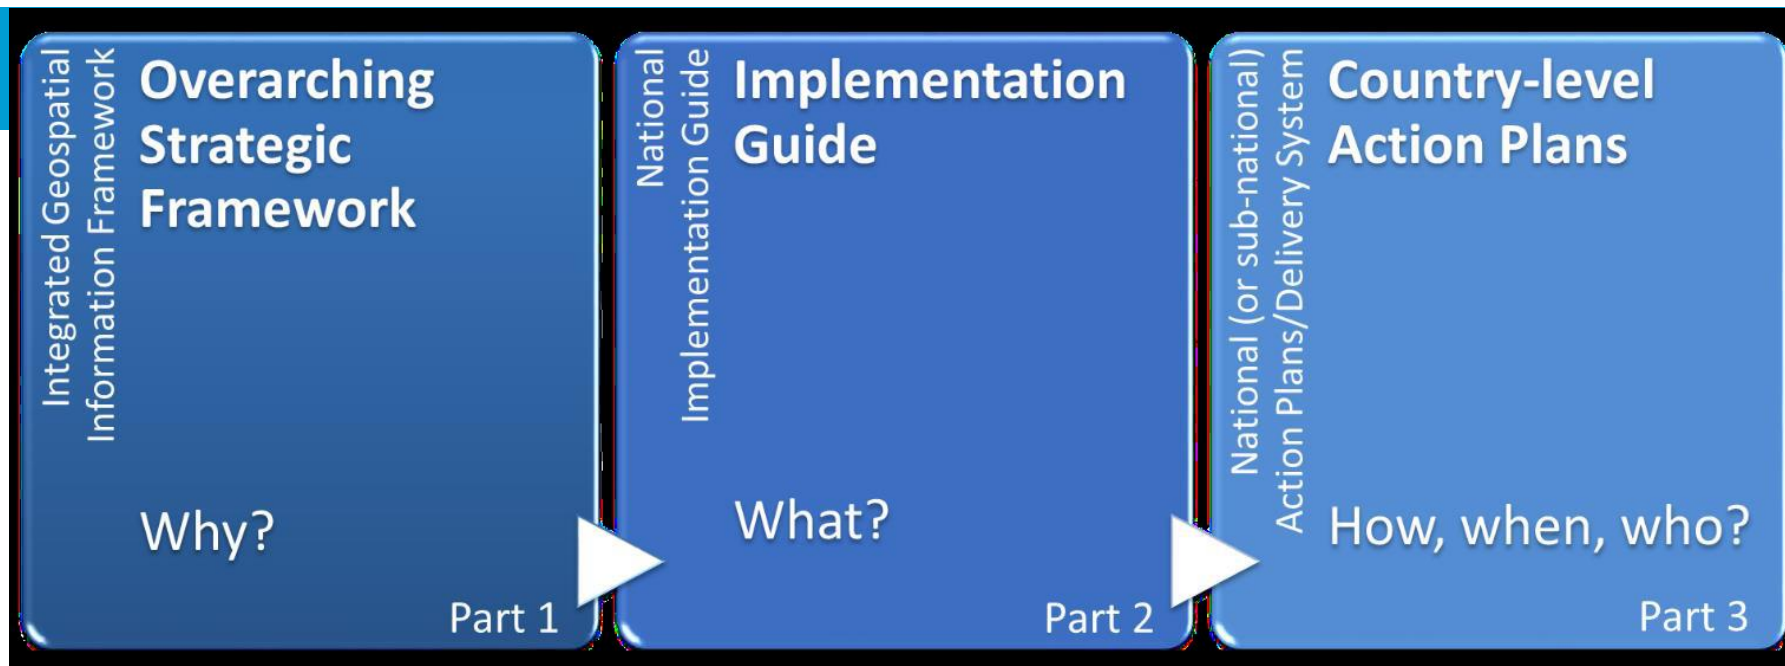 Integrated Geospatial
Information Framework
Overarching
Strategic
Framework
Why?
Part 1
National
Implementation Guide
Implementation
Guide
What?
Part 2
National (or sub-national)
Action Plans/Delivery System
Country-level
Action Plans
How, when, who?
Part 3